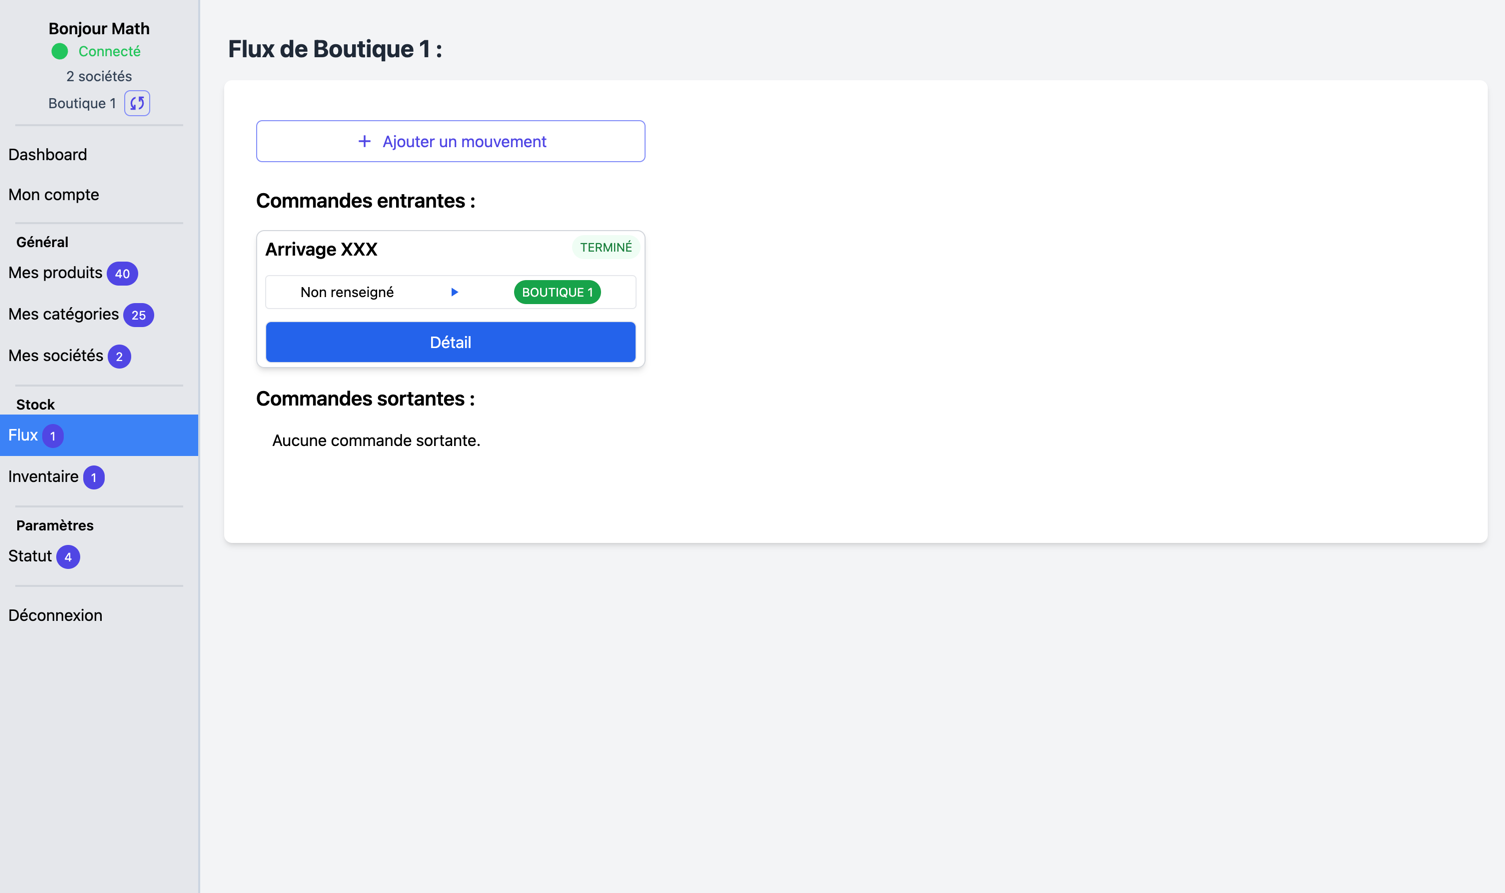 Bonjour Math
Connecté
2 sociétés
Boutique 1
Dashboard
Mon compte
Général
Mes produits 40
Mes catégories 25
Mes sociétés 2
Stock
Flux 1
Inventaire 1
Paramètres
Statut 4
Déconnexion
Flux de Boutique 1 :
+ Ajouter un mouvement
Commandes entrantes :
Arrivage XXX TERMINÉ
Non renseigné BOUTIQUE 1
Détail
Commandes sortantes :
Aucune commande sortante.